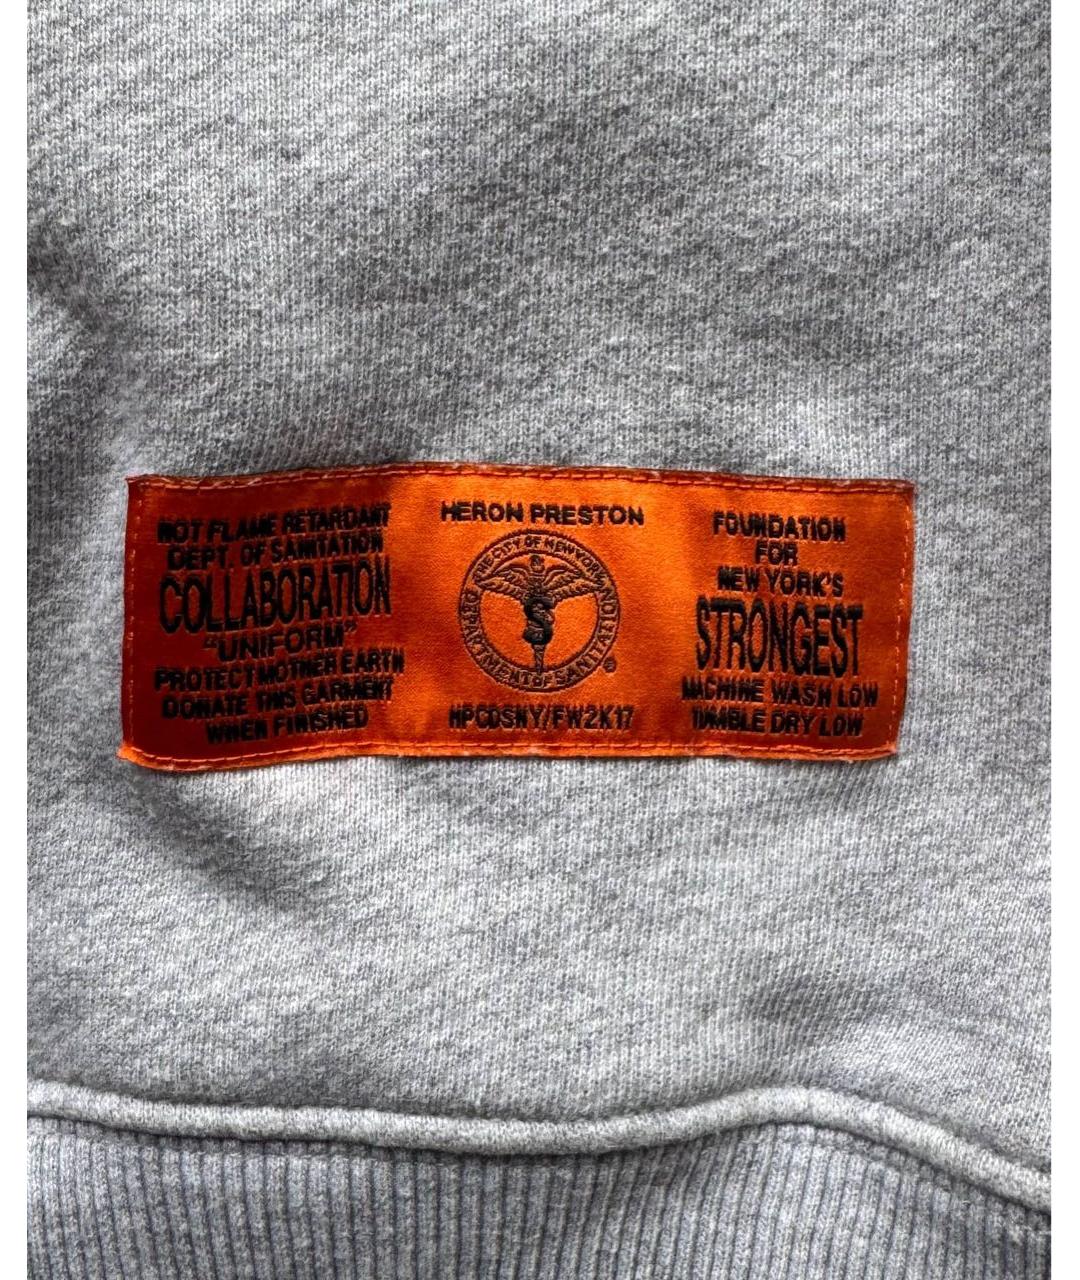 NOT FLAME RETARDANT
DEPT. OF SANITATION
COLLABORATION
"UNIFORM"
PROTECT MOTHER EARTH
DONATE THIS GARMENT
WHEN FINISHED
HERON PRESTON
THE CITY OF NEW YORK
DEPARTMENT OF SANITATION
S
®
HPCDSNY/FW2K17
FOUNDATION
FOR
NEW YORK'S
STRONGEST
MACHINE WASH LOW
TUMBLE DRY LOW